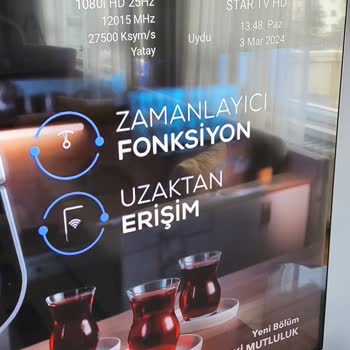 1080i HD 25Hz
STAR TV HD
12015 MHz
27500 Ksym/s
13:48. Paz
Yatay
Uydu
3 Mar 2024
ZAMANLAYICI
FONKSİYON
UZAKTAN
ERİŞİM
Yeni Bölüm
MUTLULUK